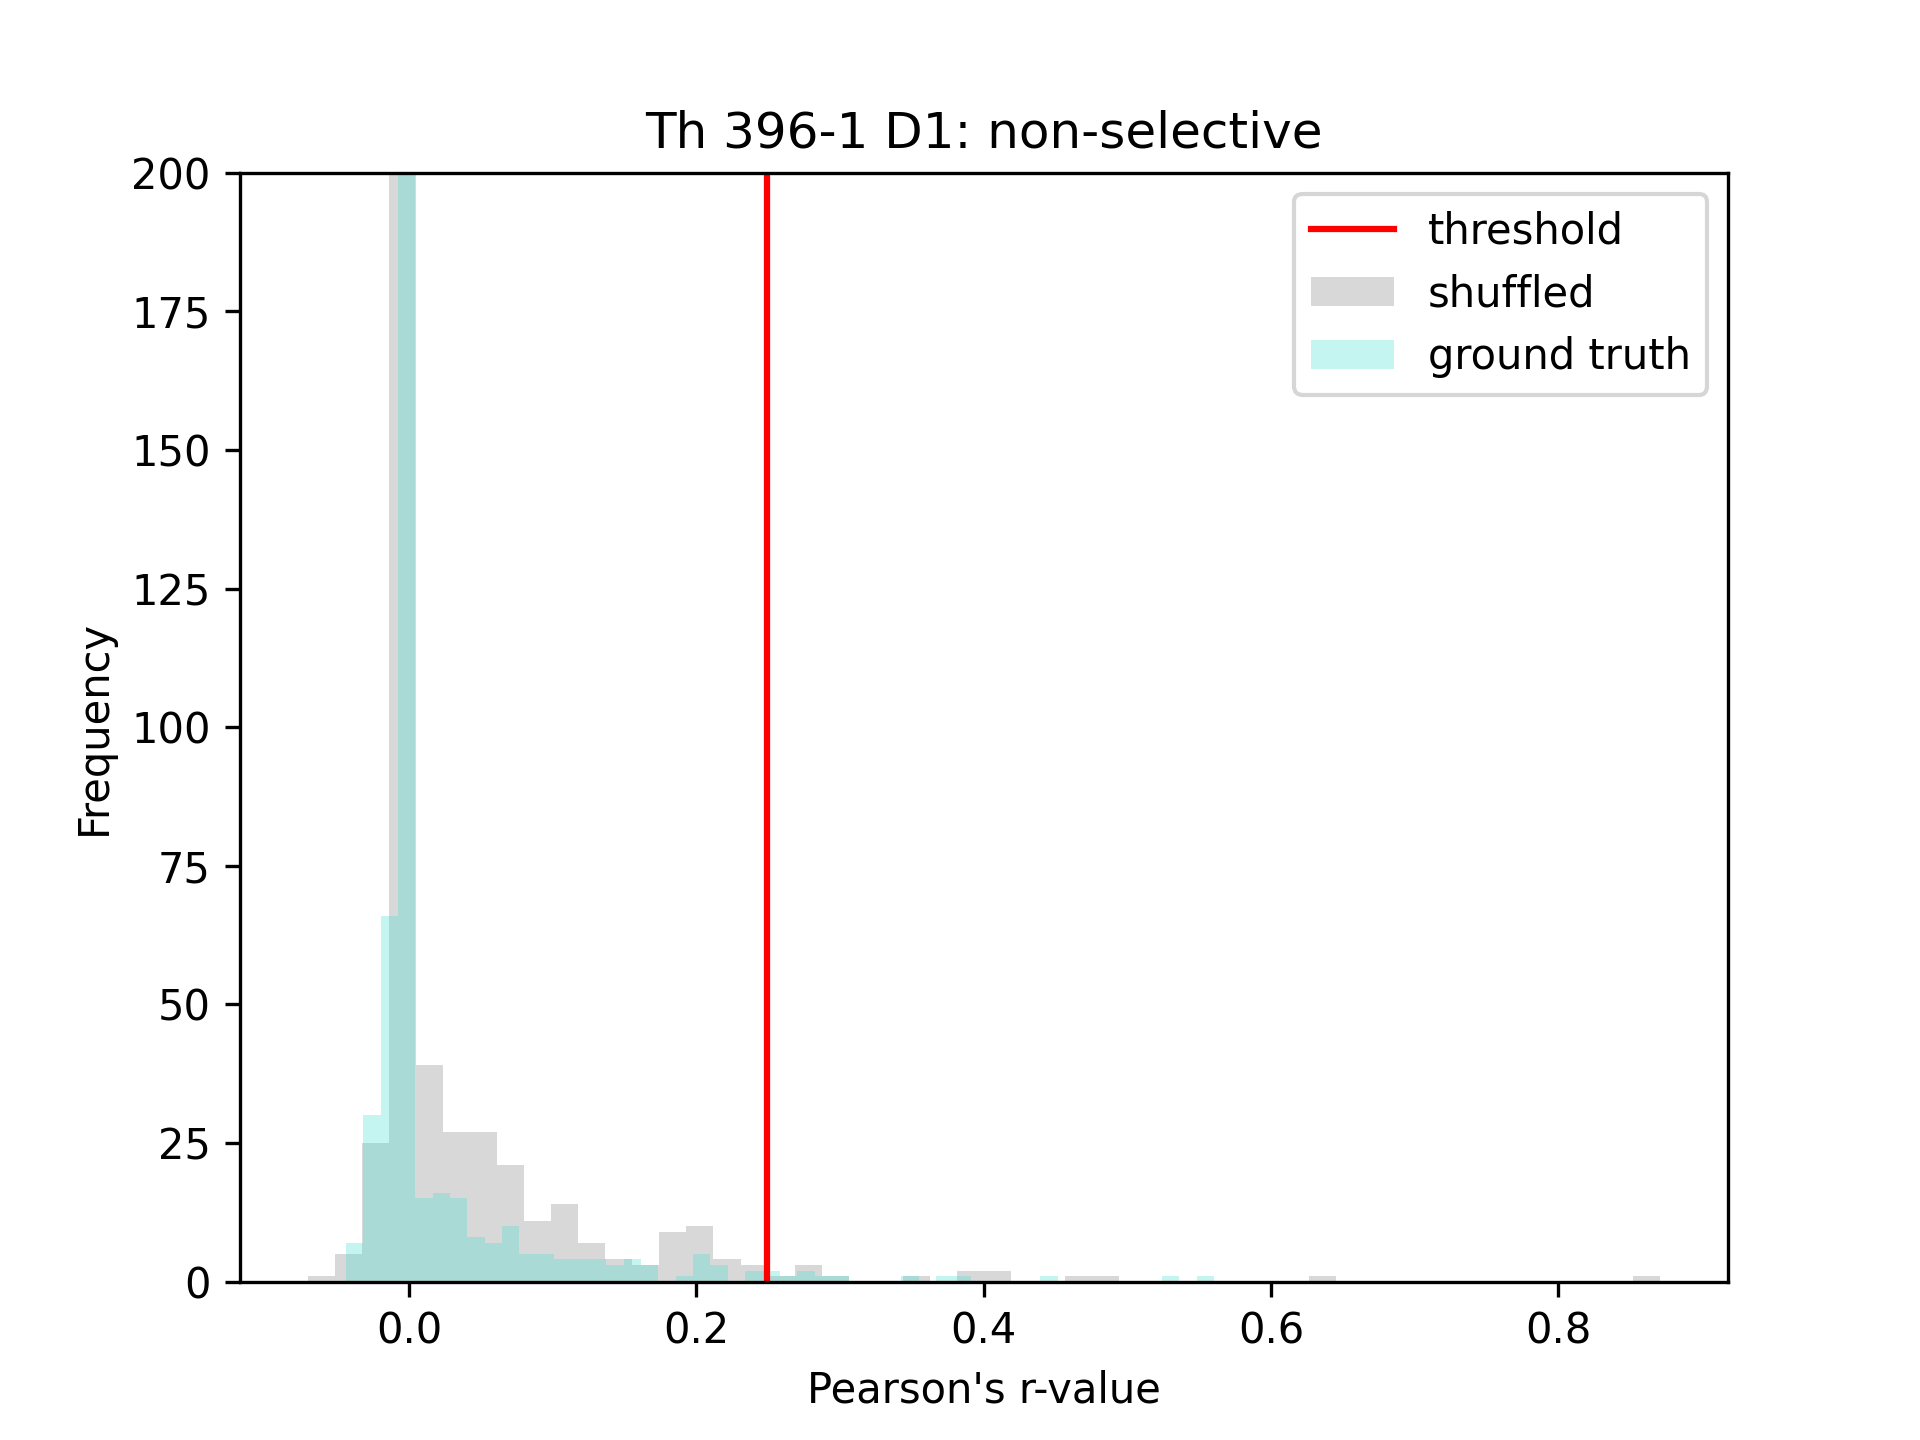 Th 396-1 D1: non-selective
200
175
150
125
100
75
50
25
0
Frequency
threshold
shuffled
ground truth
0.0 0.2 0.4 0.6 0.8
Pearson's r-value